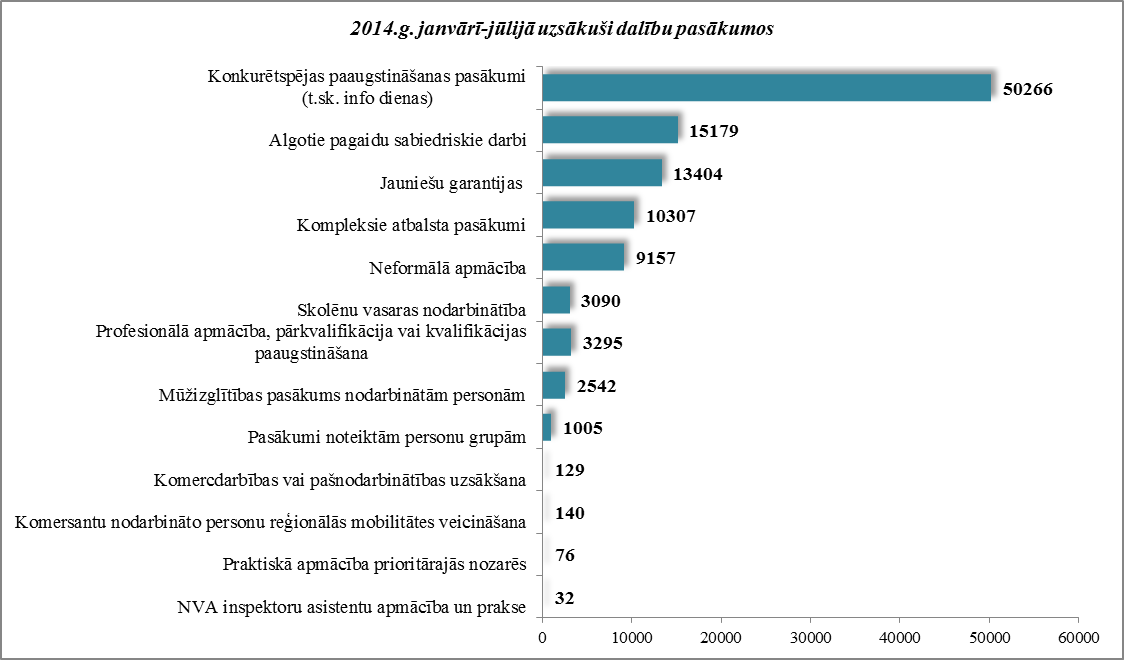 2014.g. janvārī-jūlijā uzsākuši dalību pasākumos
Konkurētspējas paaugstināšanas pasākumi
(t.sk. info dienas)
50266
Algotie pagaidu sabiedriskie darbi
15179
Jauniešu garantijas
13404
Kompleksie atbalsta pasākumi
10307
Neformālā apmācība
9157
Skolēnu vasaras nodarbinātība
3090
Profesionālā apmācība, pārkvalifikācija vai kvalifikācijas
paaugstināšana
3295
Mūžizglītības pasākums nodarbinātām personām
2542
Pasākumi noteiktām personu grupām
1005
Komercdarbības vai pašnodarbinātības uzsākšana
129
Komersantu nodarbināto personu reģionālās mobilitātes veicināšana
140
Praktiskā apmācība prioritārajās nozarēs
76
NVA inspektoru asistentu apmācība un prakse
32
0 10000 20000 30000 40000 50000 60000